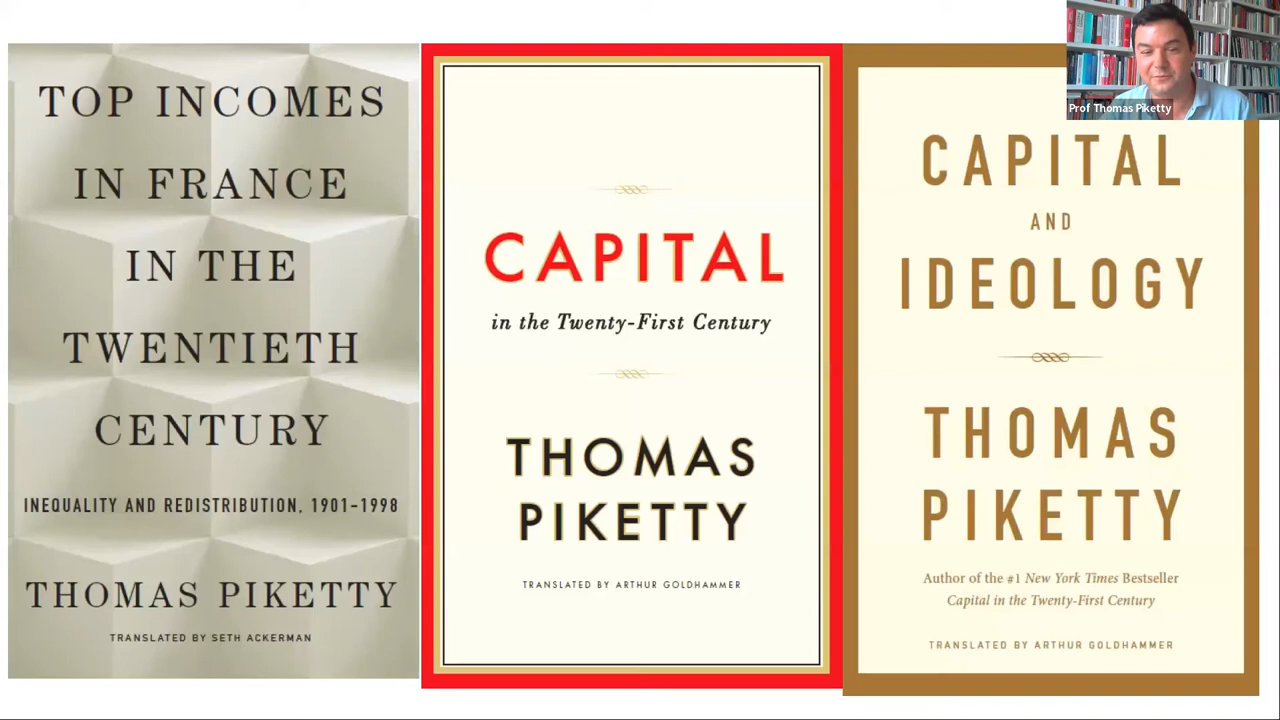 TOP INCOMES
IN FRANCE
IN THE
TWENTIETH
CENTURY
INEQUALITY AND REDISTRIBUTION, 1901–1998
THOMAS PIKETTY
TRANSLATED BY SETH ACKERMAN
CAPITAL
in the Twenty-First Century
THOMAS
PIKETTY
TRANSLATED BY ARTHUR GOLDHAMMER
Prof Thomas Piketty
CAPITAL
AND
IDEOLOGY
THOMAS
PIKETTY
Author of the #1 New York Times Bestseller
Capital in the Twenty-First Century
TRANSLATED BY ARTHUR GOLDHAMMER